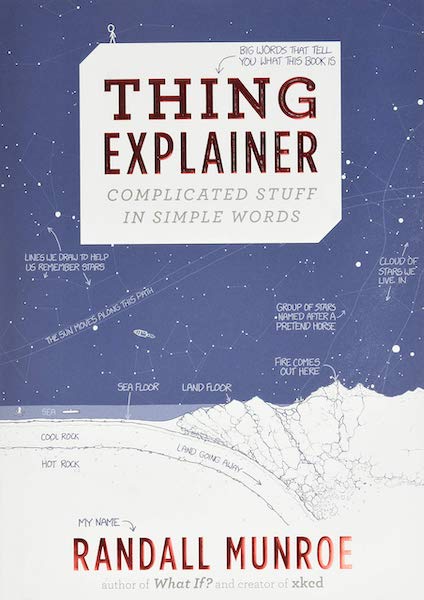 BIG WORDS THAT TELL
YOU WHAT THIS BOOK IS
THING
EXPLAINER
COMPLICATED STUFF
IN SIMPLE WORDS
LINES WE DRAW TO HELP
US REMEMBER STARS
CLOUD OF
STARS WE
LIVE IN
THE SUN MOVES ALONG THIS PATH
GROUP OF STARS
NAMED AFTER A
PRETEND HORSE
FIRE COMES
OUT HERE
SEA FLOOR
LAND FLOOR
SEA
COOL ROCK
LAND GOING AWAY
HOT ROCK
MY NAME
RANDALL MUNROE
author of What If? and creator of xkcd